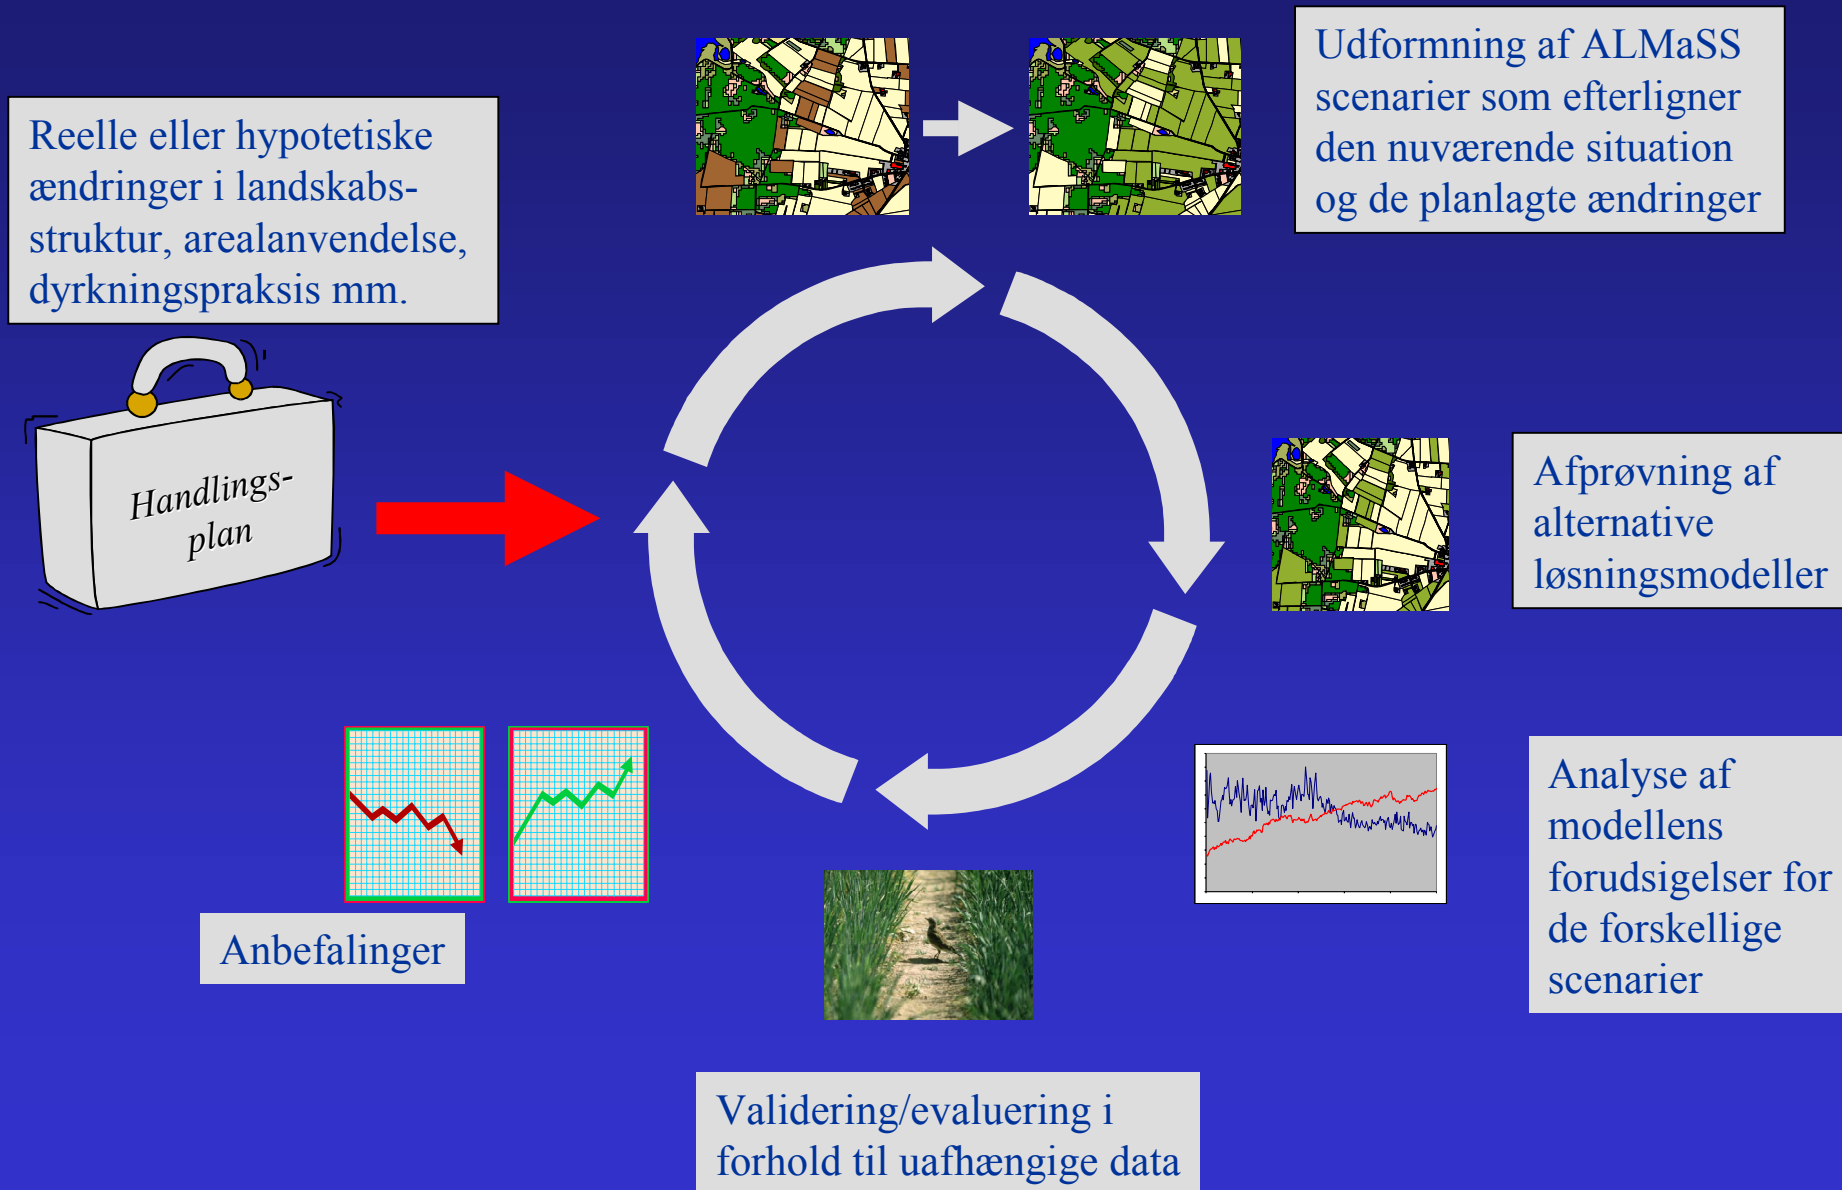 Reelle eller hypotetiske
ændringer i landskabs-
struktur, arealanvendelse,
dyrkningspraksis mm.
Handlings-
plan
Udformning af ALMaSS
scenarier som efterligner
den nuværende situation
og de planlagte ændringer
Afprøvning af
alternative
løsningsmodeller
Analyse af
modellens
forudsigelser for
de forskellige
scenarier
Validering/evaluering i
forhold til uafhængige data
Anbefalinger